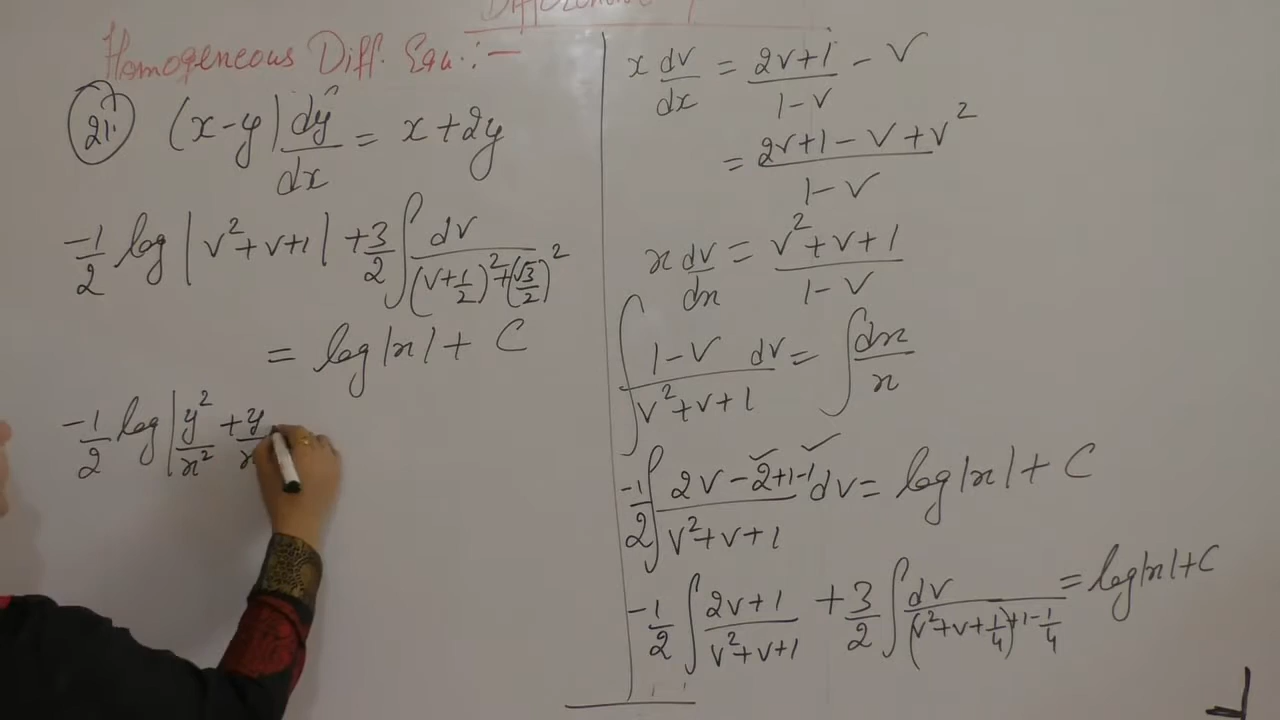 Homogeneous Diff. Equ.:-
21. (x-y) dy/dx = x+2y
-1/2 log |v²+v+1| + 3/2 ∫ dv/((v+1/2)²+(√3/2)²)
= log|x| + C
-1/2 log | y²/x² + y/x
x dv/dx = (2v+1)/(1-v) - v
= (2v+1-v+v²)/(1-v)
x dv/dx = (v²+v+1)/(1-v)
∫ (1-v)/(v²+v+1) dv = ∫ dx/x
-1/2 ∫ (2v-2+1-1)/(v²+v+1) dv = log|x| + C
-1/2 ∫ (2v+1)/(v²+v+1) + 3/2 ∫ dv/((v²+v+1/4)+1-1/4) = log|x|+C